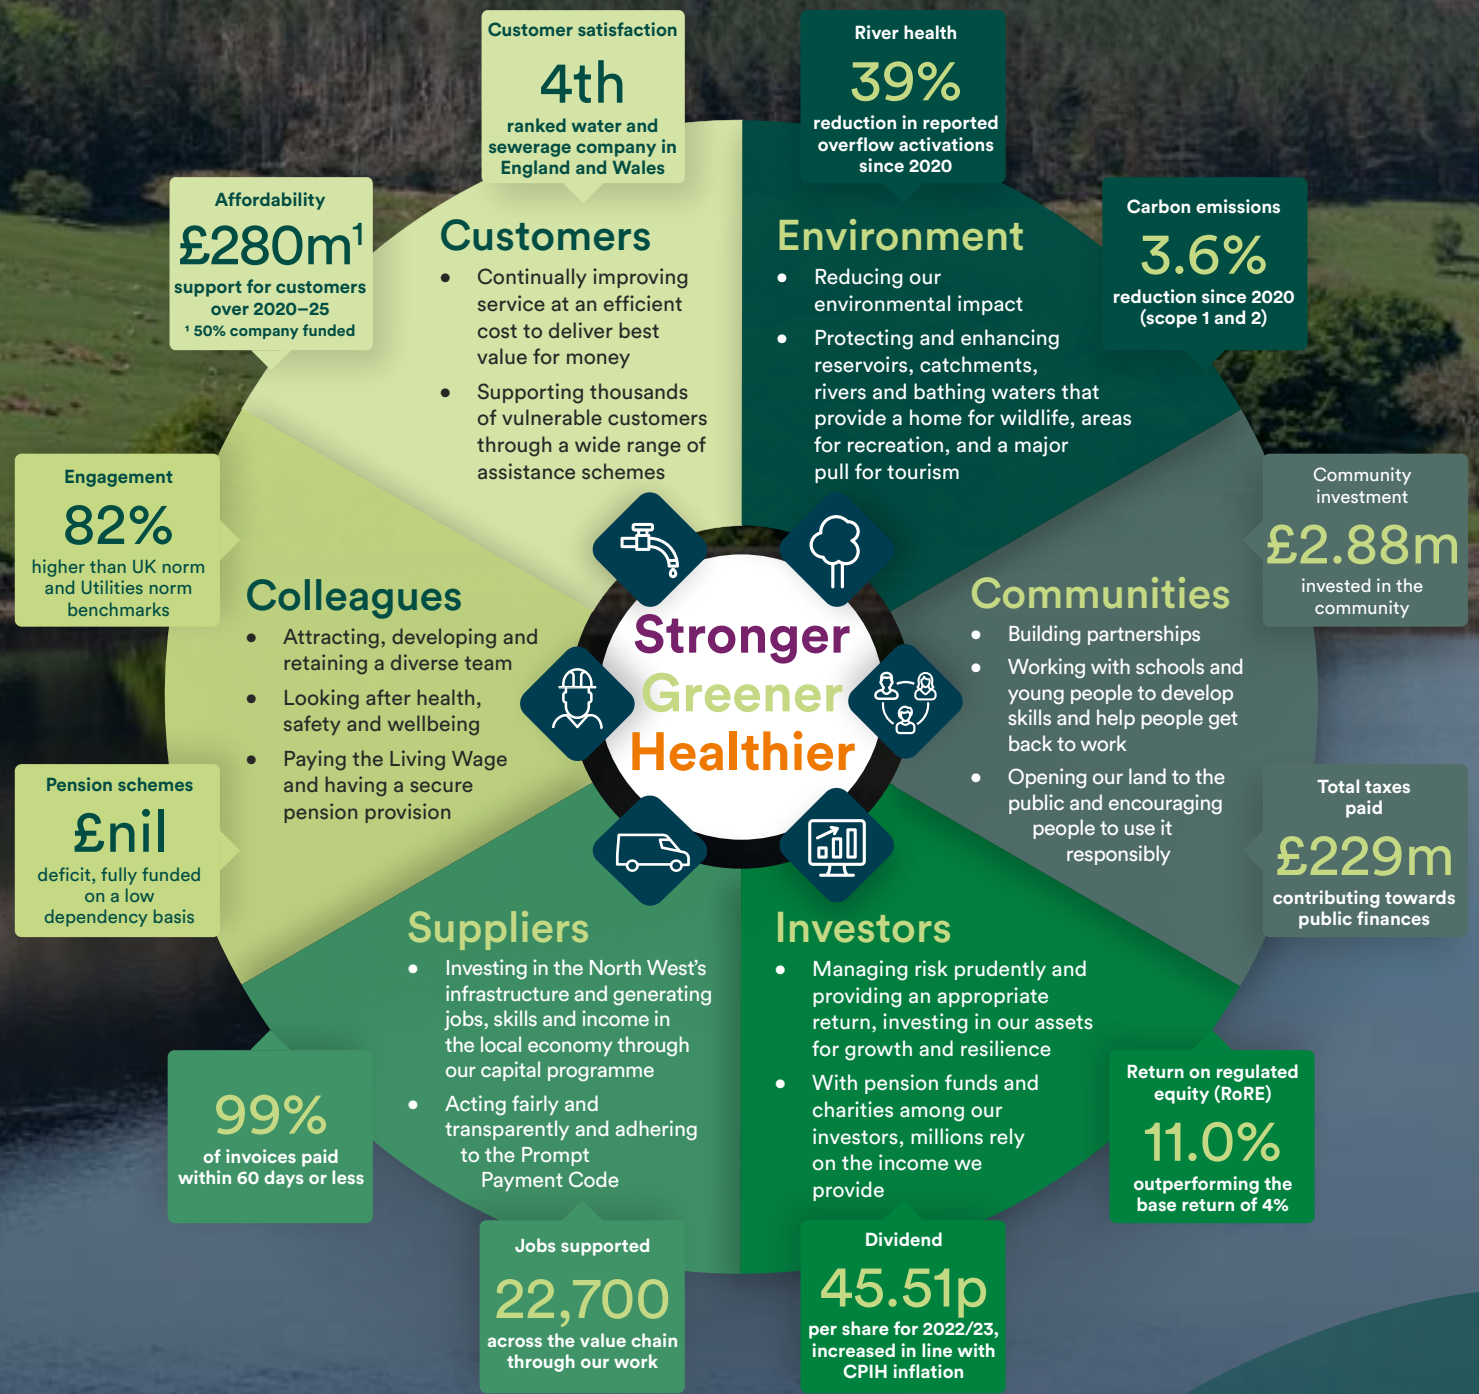 Customer satisfaction
4th
ranked water and
sewerage company in
England and Wales
River health
39%
reduction in reported
overflow activations
since 2020
Affordability
£280m¹
support for customers
over 2020–25
¹ 50% company funded
Carbon emissions
3.6%
reduction since 2020
(scope 1 and 2)
Customers
• Continually improving
service at an efficient
cost to deliver best
value for money
• Supporting thousands
of vulnerable customers
through a wide range of
assistance schemes
Environment
• Reducing our
environmental impact
• Protecting and enhancing
reservoirs, catchments,
rivers and bathing waters that
provide a home for wildlife, areas
for recreation, and a major
pull for tourism
Engagement
82%
higher than UK norm
and Utilities norm
benchmarks
Community
investment
£2.88m
invested in the
community
Colleagues
• Attracting, developing and
retaining a diverse team
• Looking after health,
safety and wellbeing
• Paying the Living Wage
and having a secure
pension provision
Stronger
Greener
Healthier
Communities
• Building partnerships
• Working with schools and
young people to develop
skills and help people get
back to work
• Opening our land to the
public and encouraging
people to use it
responsibly
Pension schemes
£nil
deficit, fully funded
on a low
dependency basis
Total taxes
paid
£229m
contributing towards
public finances
Suppliers
• Investing in the North West's
infrastructure and generating
jobs, skills and income in
the local economy through
our capital programme
• Acting fairly and
transparently and adhering
to the Prompt
Payment Code
Investors
• Managing risk prudently and
providing an appropriate
return, investing in our assets
for growth and resilience
• With pension funds and
charities among our
investors, millions rely
on the income we
provide
99%
of invoices paid
within 60 days or less
Return on regulated
equity (RoRE)
11.0%
outperforming the
base return of 4%
Jobs supported
22,700
across the value chain
through our work
Dividend
45.51p
per share for 2022/23,
increased in line with
CPIH inflation